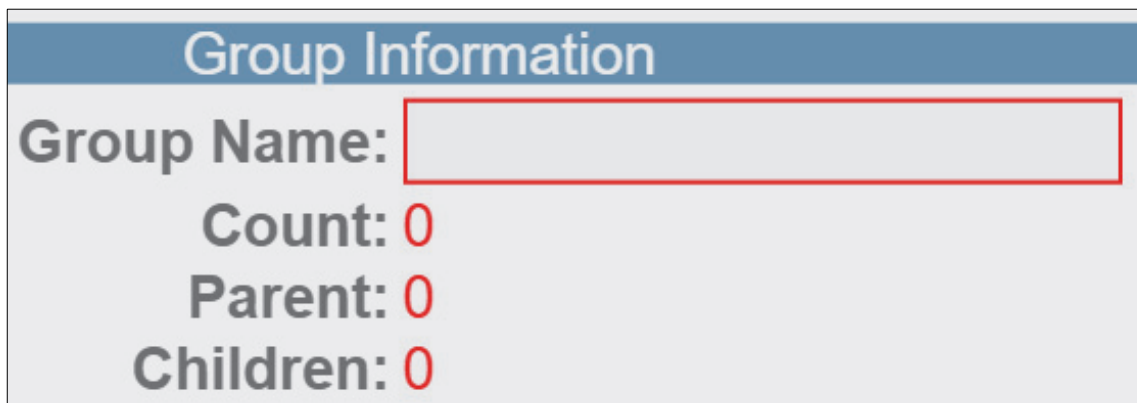 Group Information
Group Name:
Count: 0
Parent: 0
Children: 0